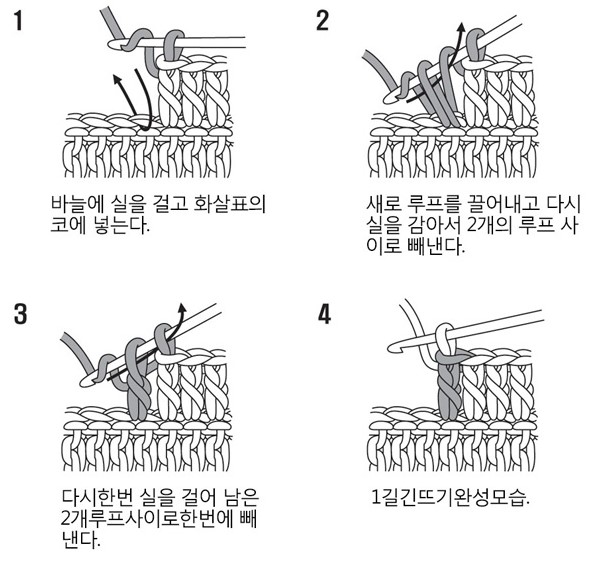 1
바늘에 실을 걸고 화살표의
코에 넣는다.
2
새로 루프를 끌어내고 다시
실을 감아서 2개의 루프 사
이로 빼낸다.
3
다시한번 실을 걸어 남은
2개루프사이로한번에 빼
낸다.
4
1길긴뜨기완성모습.